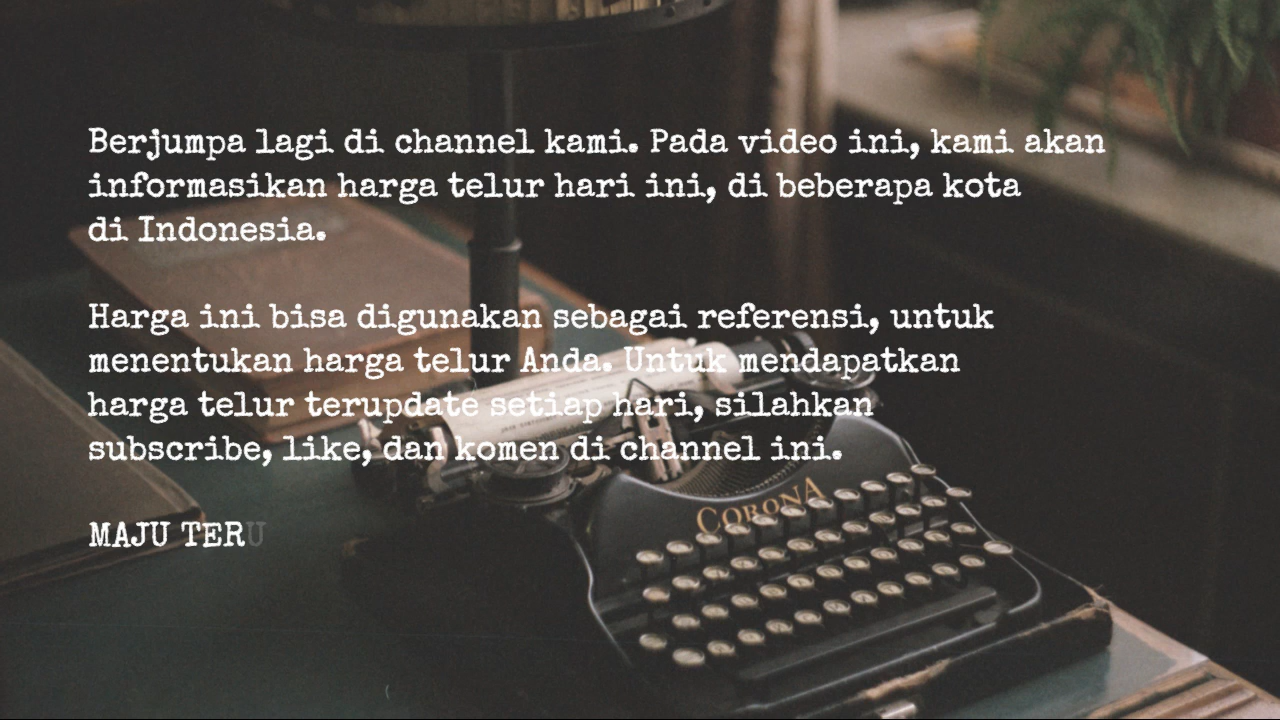 Berjumpa lagi di channel kami. Pada video ini, kami akan
informasikan harga telur hari ini, di beberapa kota
di Indonesia.
Harga ini bisa digunakan sebagai referensi, untuk
menentukan harga telur Anda. Untuk mendapatkan
harga telur terupdate setiap hari, silahkan
subscribe, like, dan komen di channel ini.
MAJU TERU
CORONA